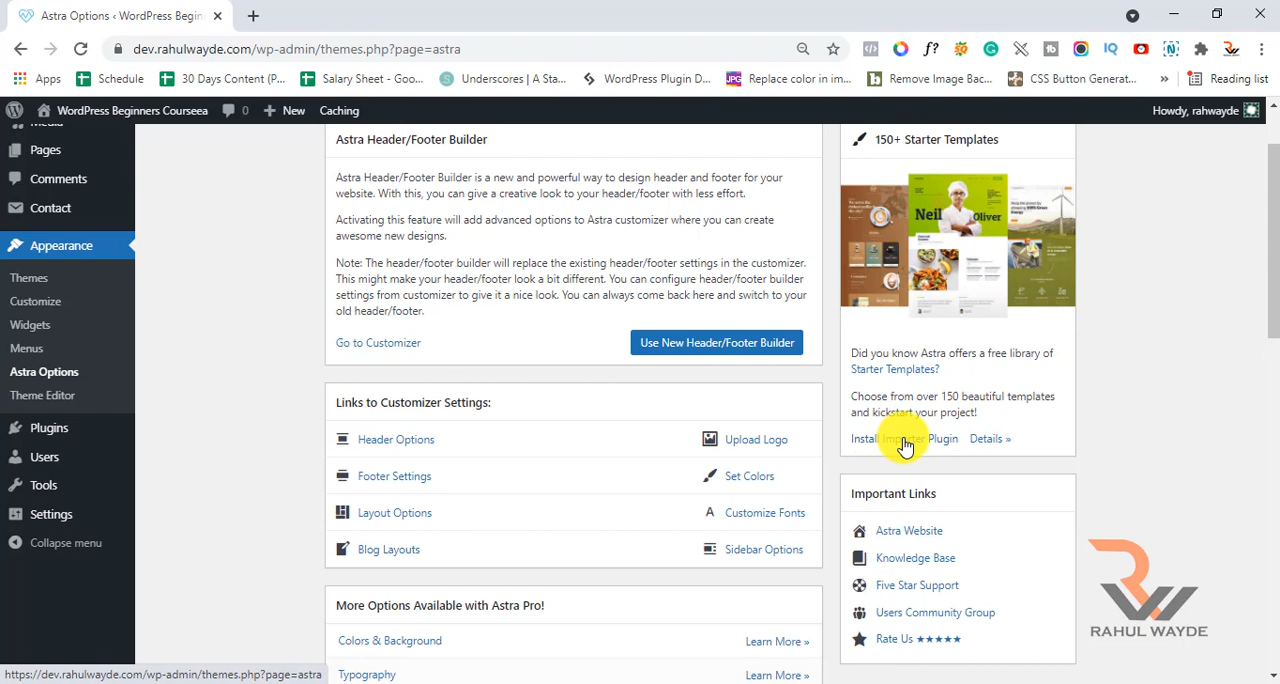 Astra Options ‹ WordPress Begin
dev.rahulwayde.com/wp-admin/themes.php?page=astra
Apps
Schedule
30 Days Content (P...
Salary Sheet - Goo...
Underscores | A Sta...
WordPress Plugin D...
Replace color in im...
Remove Image Bac...
CSS Button Generat...
»
Reading list
WordPress Beginners Courseea
0
New
Caching
Howdy, rahwayde
Pages
Comments
Contact
Appearance
Themes
Customize
Widgets
Menus
Astra Options
Theme Editor
Plugins
Users
Tools
Settings
Collapse menu
Astra Header/Footer Builder
Astra Header/Footer Builder is a new and powerful way to design header and footer for your
website. With this, you can give a creative look to your header/footer with less effort.
Activating this feature will add advanced options to Astra customizer where you can create
awesome new designs.
The header/footer builder will replace the existing header/footer settings in the customizer.
This might make your header/footer look a bit different. You can configure header/footer builder
from customizer to give it a nice look. You can always come back here and switch to your
old header/footer.
Go to Customizer
Use New Header/Footer Builder
Links to Customizer Settings:
Header Options
Upload Logo
Footer Settings
Set Colors
Layout Options
Customize Fonts
Blog Layouts
Sidebar Options
More Options Available with Astra Pro!
Colors & Background
Learn More »
Typography
Learn More »
150+ Starter Templates
Neil
Oliver
Did you know Astra offers a free library of
Starter Templates?
Choose from over 150 beautiful templates
and kickstart your project!
Install Importer Plugin
Details »
Important Links
Astra Website
Knowledge Base
Five Star Support
Users Community Group
Rate Us ★★★★★
RAHUL WAYDE
https://dev.rahulwayde.com/wp-admin/themes.php?page=astra